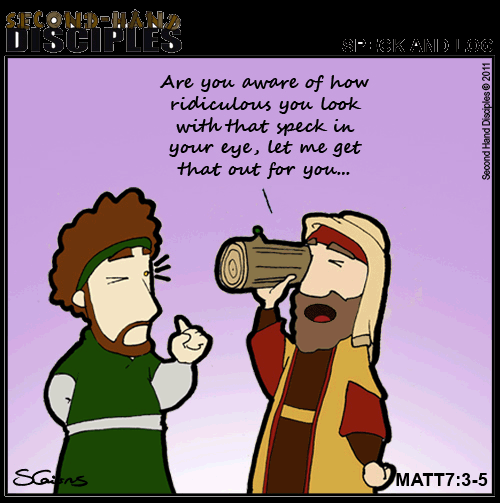 SECOND-HAND
DISCIPLES
SPECK AND LOG
Second Hand Disciples © 2011
Are you aware of how
ridiculous you look
with that speck in
your eye, let me get
that out for you...
SCairns
MATT7:3-5